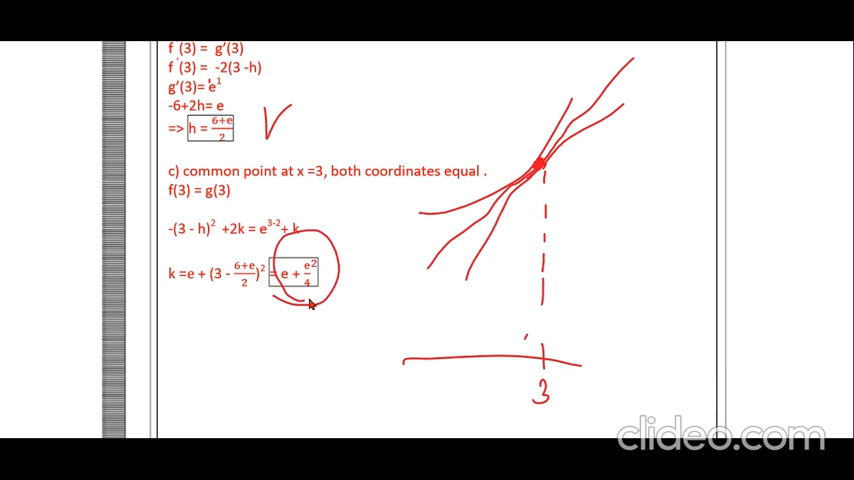 f'(3) = g'(3)
f'(3) = -2(3 -h)
g'(3)= e¹
-6+2h= e
=> h = (6+e)/2
c) common point at x =3, both coordinates equal .
f(3) = g(3)
-(3 - h)² +2k = e³⁻²+ k
k =e + (3 - (6+e)/2)² = e + e²/4
3
clideo.com